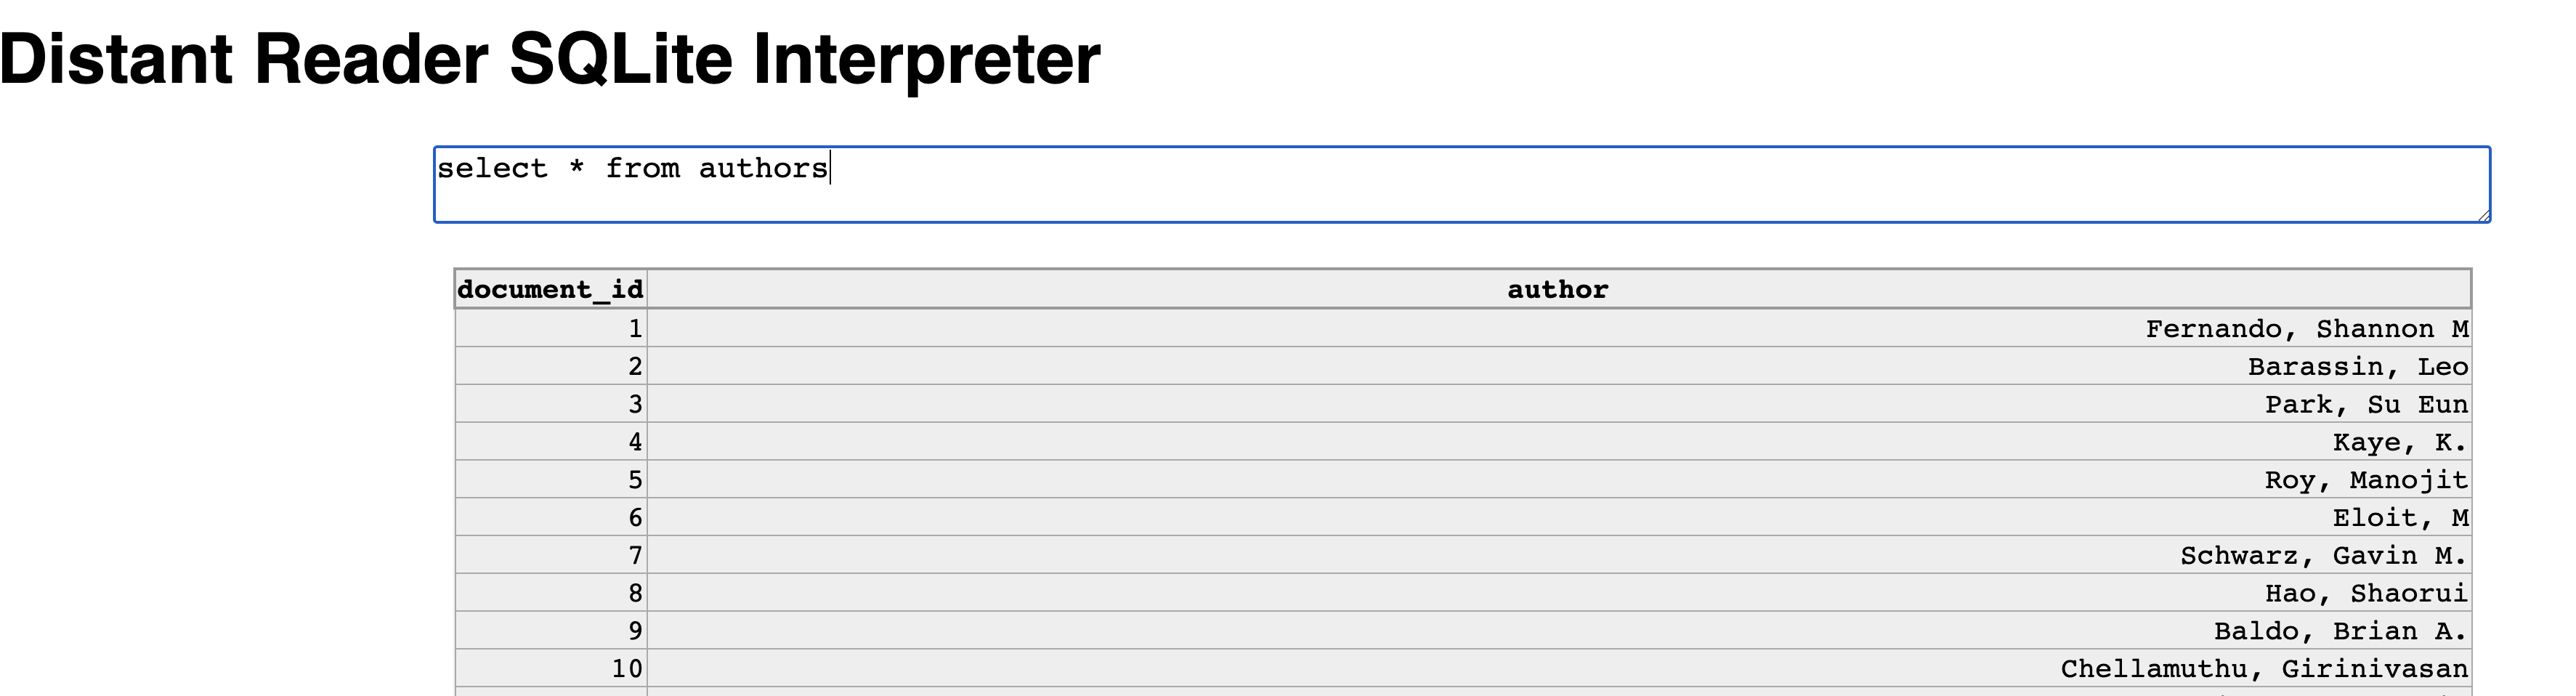 Distant Reader SQLite Interpreter
select * from authors
document_id author
1 Fernando, Shannon M
2 Barassin, Leo
3 Park, Su Eun
4 Kaye, K.
5 Roy, Manojit
6 Eloit, M
7 Schwarz, Gavin M.
8 Hao, Shaorui
9 Baldo, Brian A.
10 Chellamuthu, Girinivasan